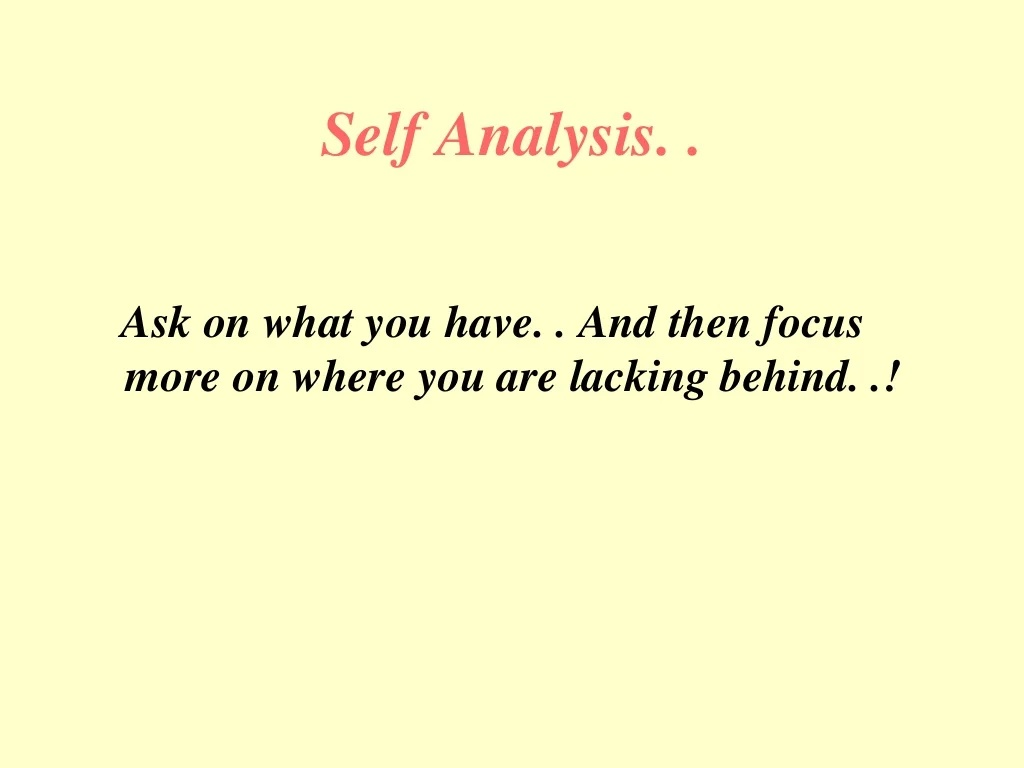 Self Analysis. .
Ask on what you have. . And then focus
more on where you are lacking behind. .!